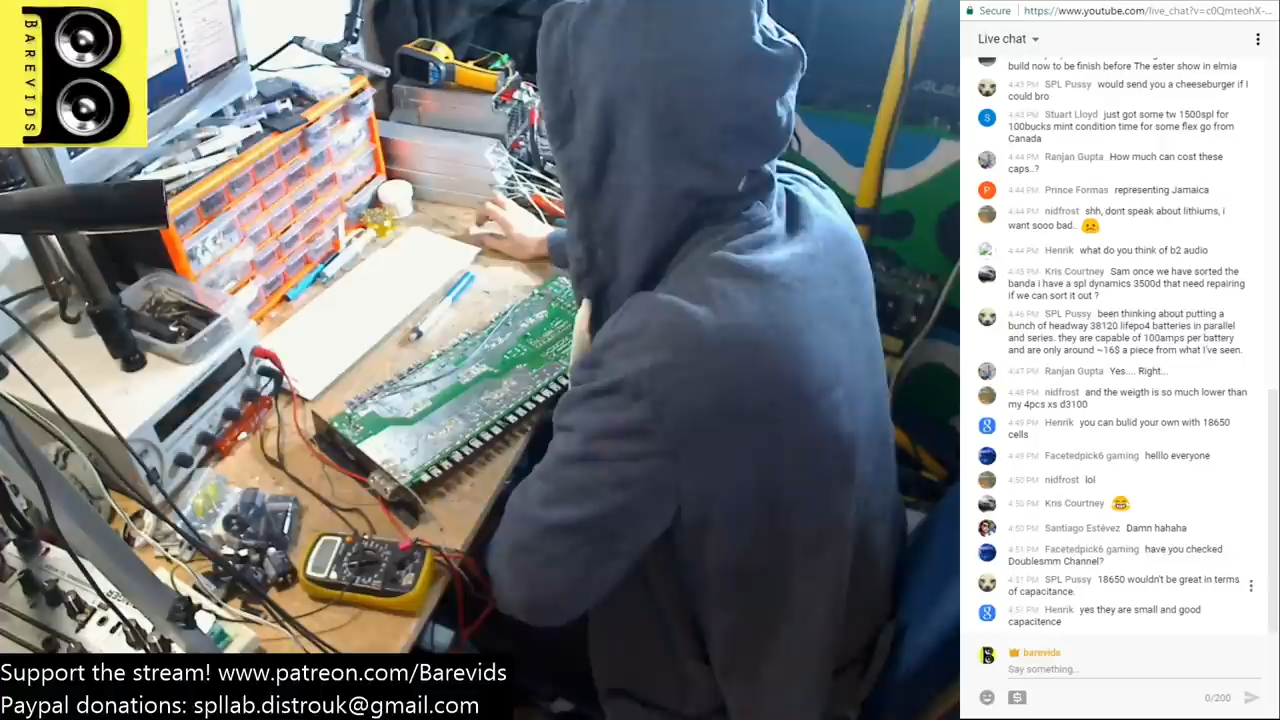 BAREVIDS
Secure https://www.youtube.com/live_chat?v=c0QmteohX-...
Live chat
build now to be finish before The ester show in elmia
4:43 PM SPL Pussy would send you a cheeseburger if I
could bro
4:43 PM Stuart Lloyd just got some tw 1500spl for
100bucks mint condition time for some flex go from
Canada
4:44 PM Ranjan Gupta How much can cost these
caps..?
4:44 PM Prince Formas representing Jamaica
4:44 PM nidfrost shh, dont speak about lithiums, i
want sooo bad..
4:44 PM Henrik what do you think of b2 audio
4:45 PM Kris Courtney Sam once we have sorted the
banda i have a spl dynamics 3500d that need repairing
if we can sort it out ?
4:46 PM SPL Pussy been thinking about putting a
bunch of headway 38120 lifepo4 batteries in parallel
and series. they are capable of 100amps per battery
and are only around ~16$ a piece from what I've seen.
4:47 PM Ranjan Gupta Yes.... Right...
4:48 PM nidfrost and the weigth is so much lower than
my 4pcs xs d3100
4:49 PM Henrik you can bulid your own with 18650
cells
4:49 PM Facetedpick6 gaming helllo everyone
4:50 PM nidfrost lol
4:50 PM Kris Courtney
4:50 PM Santiago Estévez Damn hahaha
4:51 PM Facetedpick6 gaming have you checked
Doublesmm Channel?
4:51 PM SPL Pussy 18650 wouldn't be great in terms
of capacitance.
4:51 PM Henrik yes they are small and good
capacitence
barevids
Say something...
0/200
Support the stream! www.patreon.com/Barevids
Paypal donations: spllab.distrouk@gmail.com